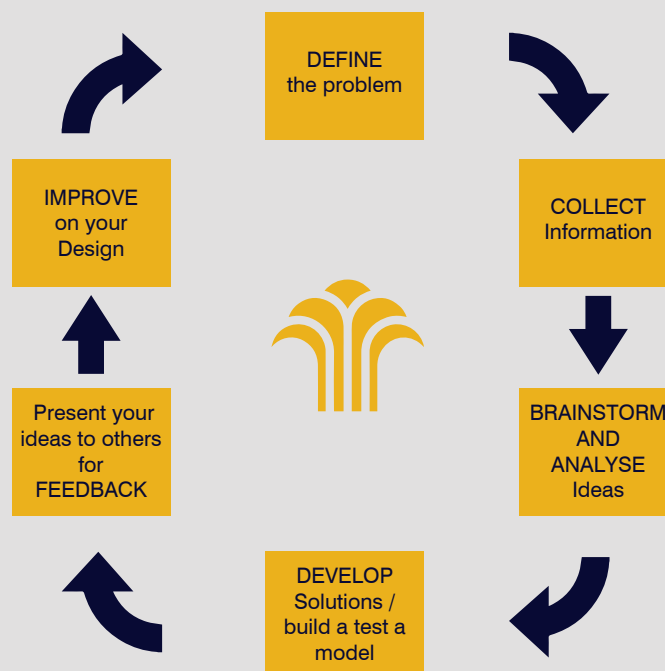 DEFINE
the problem
COLLECT
Information
BRAINSTORM
AND
ANALYSE
Ideas
DEVELOP
Solutions /
build a test a
model
Present your
ideas to others
for
FEEDBACK
IMPROVE
on your
Design